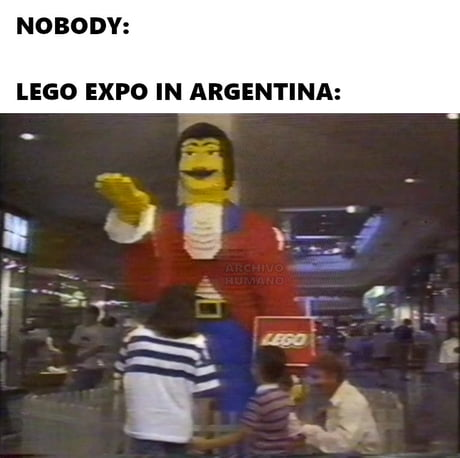 NOBODY:
LEGO EXPO IN ARGENTINA:
ARCHIVO
HUMANO
LEGO